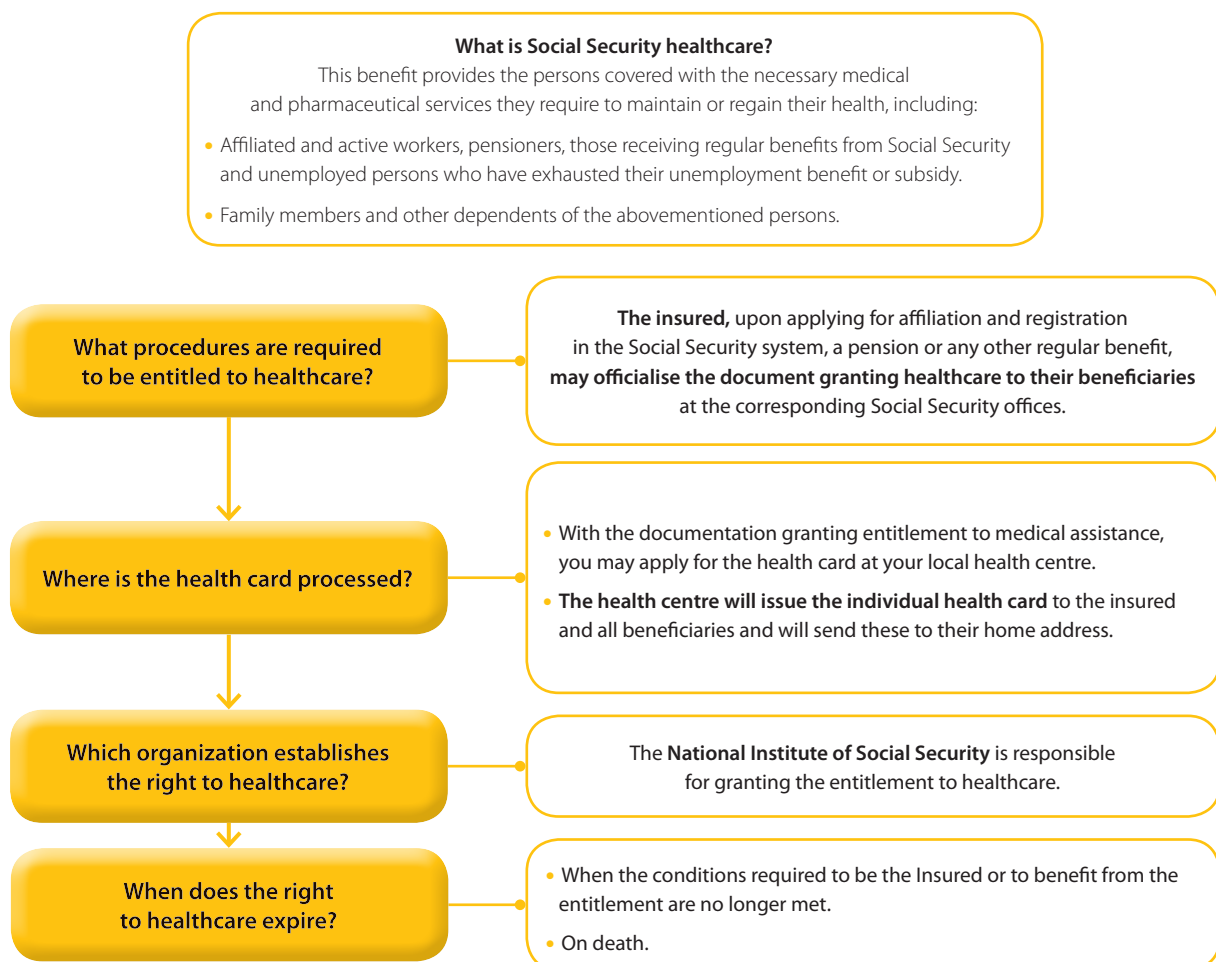 What is Social Security healthcare?
This benefit provides the persons covered with the necessary medical
and pharmaceutical services they require to maintain or regain their health, including:
• Affiliated and active workers, pensioners, those receiving regular benefits from Social Security
and unemployed persons who have exhausted their unemployment benefit or subsidy.
• Family members and other dependents of the abovementioned persons.
What procedures are required
to be entitled to healthcare?
The insured, upon applying for affiliation and registration
in the Social Security system, a pension or any other regular benefit,
may officialise the document granting healthcare to their beneficiaries
at the corresponding Social Security offices.
Where is the health card processed?
• With the documentation granting entitlement to medical assistance,
you may apply for the health card at your local health centre.
• The health centre will issue the individual health card to the insured
and all beneficiaries and will send these to their home address.
Which organization establishes
the right to healthcare?
The National Institute of Social Security is responsible
for granting the entitlement to healthcare.
When does the right
to healthcare expire?
• When the conditions required to be the Insured or to benefit from the
entitlement are no longer met.
• On death.